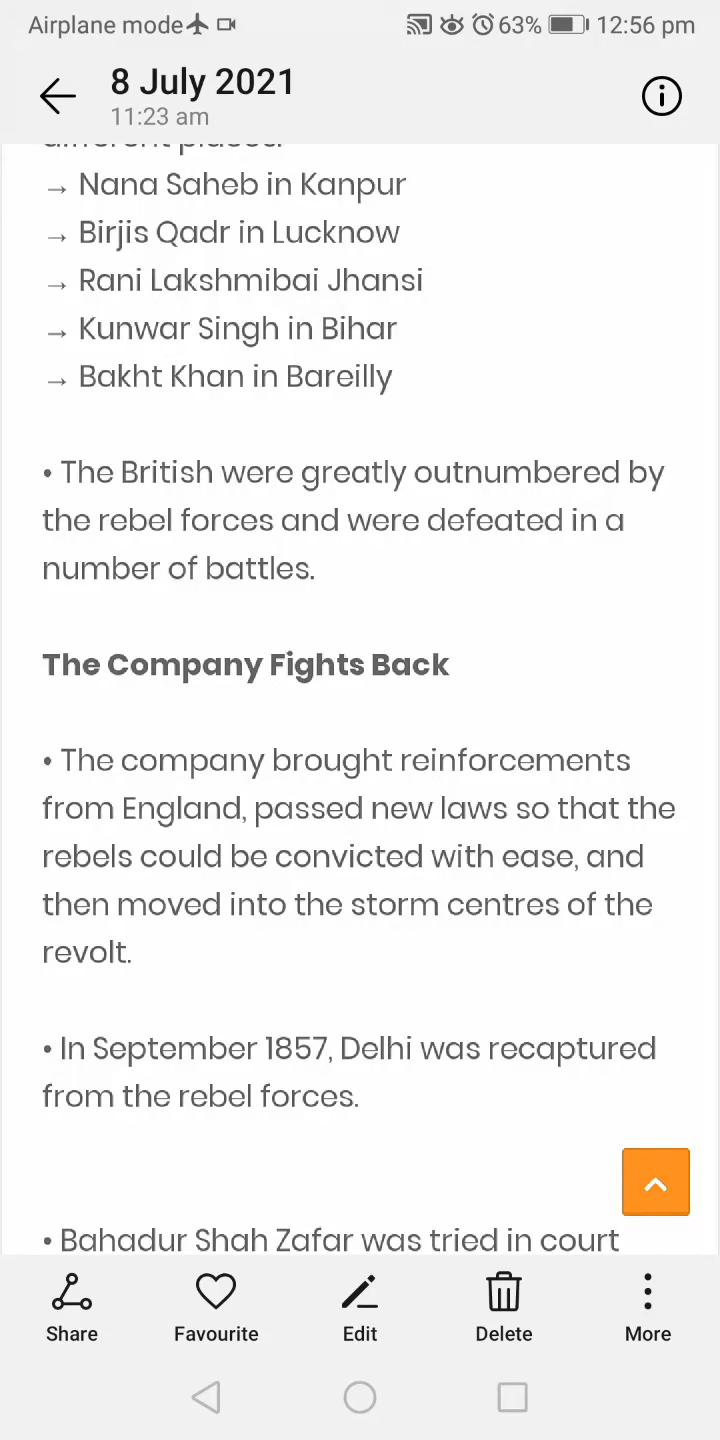 Airplane mode 63% 12:56 pm
8 July 2021
11:23 am
→ Nana Saheb in Kanpur
→ Birjis Qadr in Lucknow
→ Rani Lakshmibai Jhansi
→ Kunwar Singh in Bihar
→ Bakht Khan in Bareilly
• The British were greatly outnumbered by
the rebel forces and were defeated in a
number of battles.
The Company Fights Back
• The company brought reinforcements
from England, passed new laws so that the
rebels could be convicted with ease, and
then moved into the storm centres of the
revolt.
• In September 1857, Delhi was recaptured
from the rebel forces.
• Bahadur Shah Zafar was tried in court
Share Favourite Edit Delete More